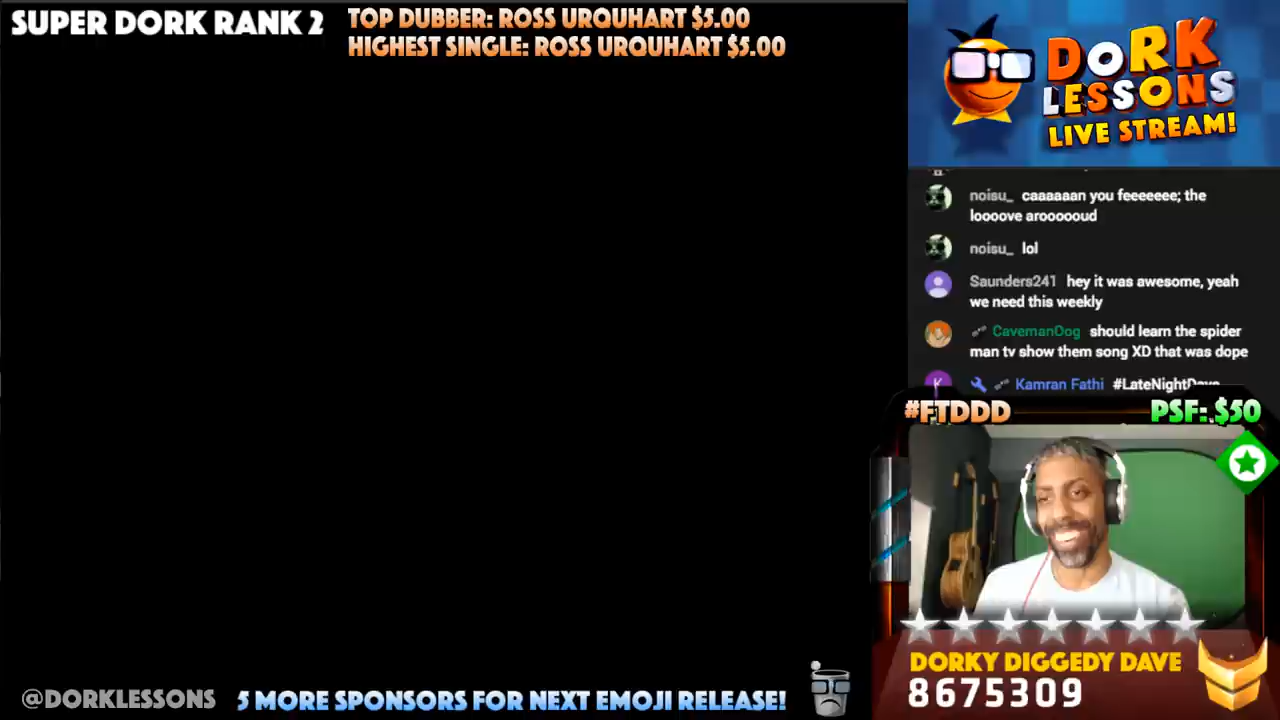 SUPER DORK RANK 2
TOP DUBBER: ROSS URQUHART $5.00
HIGHEST SINGLE: ROSS URQUHART $5.00
DORK
LESSONS
LIVE STREAM!
noisu_ caaaaaan you feeeeeee; the
loooove aroooooud
noisu_ lol
Saunders241 hey it was awesome, yeah
we need this weekly
CavemanDog should learn the spider
man tv show them song XD that was dope
K Kamran Fathi #LateNightDave
#FTDDD
PSF: $50
DORKY DIGGEDY DAVE
8675309
@DORKLESSONS
5 MORE SPONSORS FOR NEXT EMOJI RELEASE!